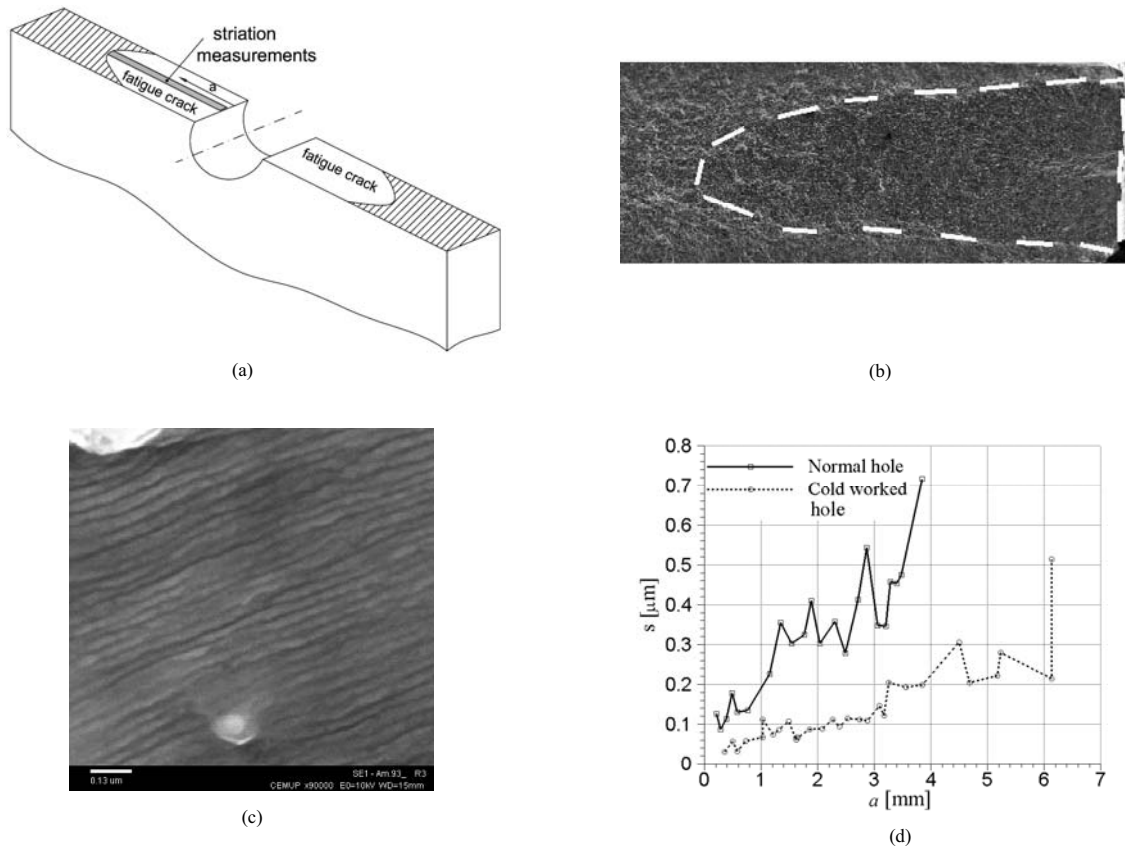 striation
measurements
a
fatigue crack
fatigue crack
(a)
(b)
0.13 um
SE1 - Am.93_ R3
CEMUP x90000 E0=10kV WD=15mm
(c)
0.8
0.7
0.6
0.5
0.4
0.3
0.2
0.1
0
s [μm]
Normal hole
Cold worked
hole
0 1 2 3 4 5 6 7
a [mm]
(d)